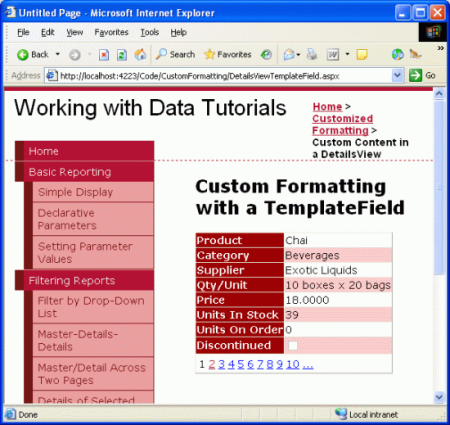 Untitled Page - Microsoft Internet Explorer
File Edit View Favorites Tools Help
Back Search Favorites
Address http://localhost:4223/Code/CustomFormatting/DetailsViewTemplateField.aspx Go
Working with Data Tutorials
Home >
Customized
Formatting >
Custom Content in
a DetailsView
Home
Basic Reporting
Simple Display
Declarative
Parameters
Setting Parameter
Values
Filtering Reports
Filter by Drop-Down
List
Master-Details-
Details
Master/Detail Across
Two Pages
Details of Selected
Custom Formatting
with a TemplateField
Product Chai
Category Beverages
Supplier Exotic Liquids
Qty/Unit 10 boxes x 20 bags
Price 18.0000
Units In Stock 39
Units On Order 0
Discontinued
1 2 3 4 5 6 7 8 9 10 ...
Done Local intranet